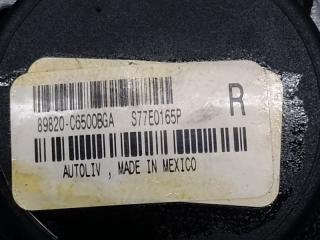 R
89820-C6500BGA S77E0165P
AUTOLIV , MADE IN MEXICO